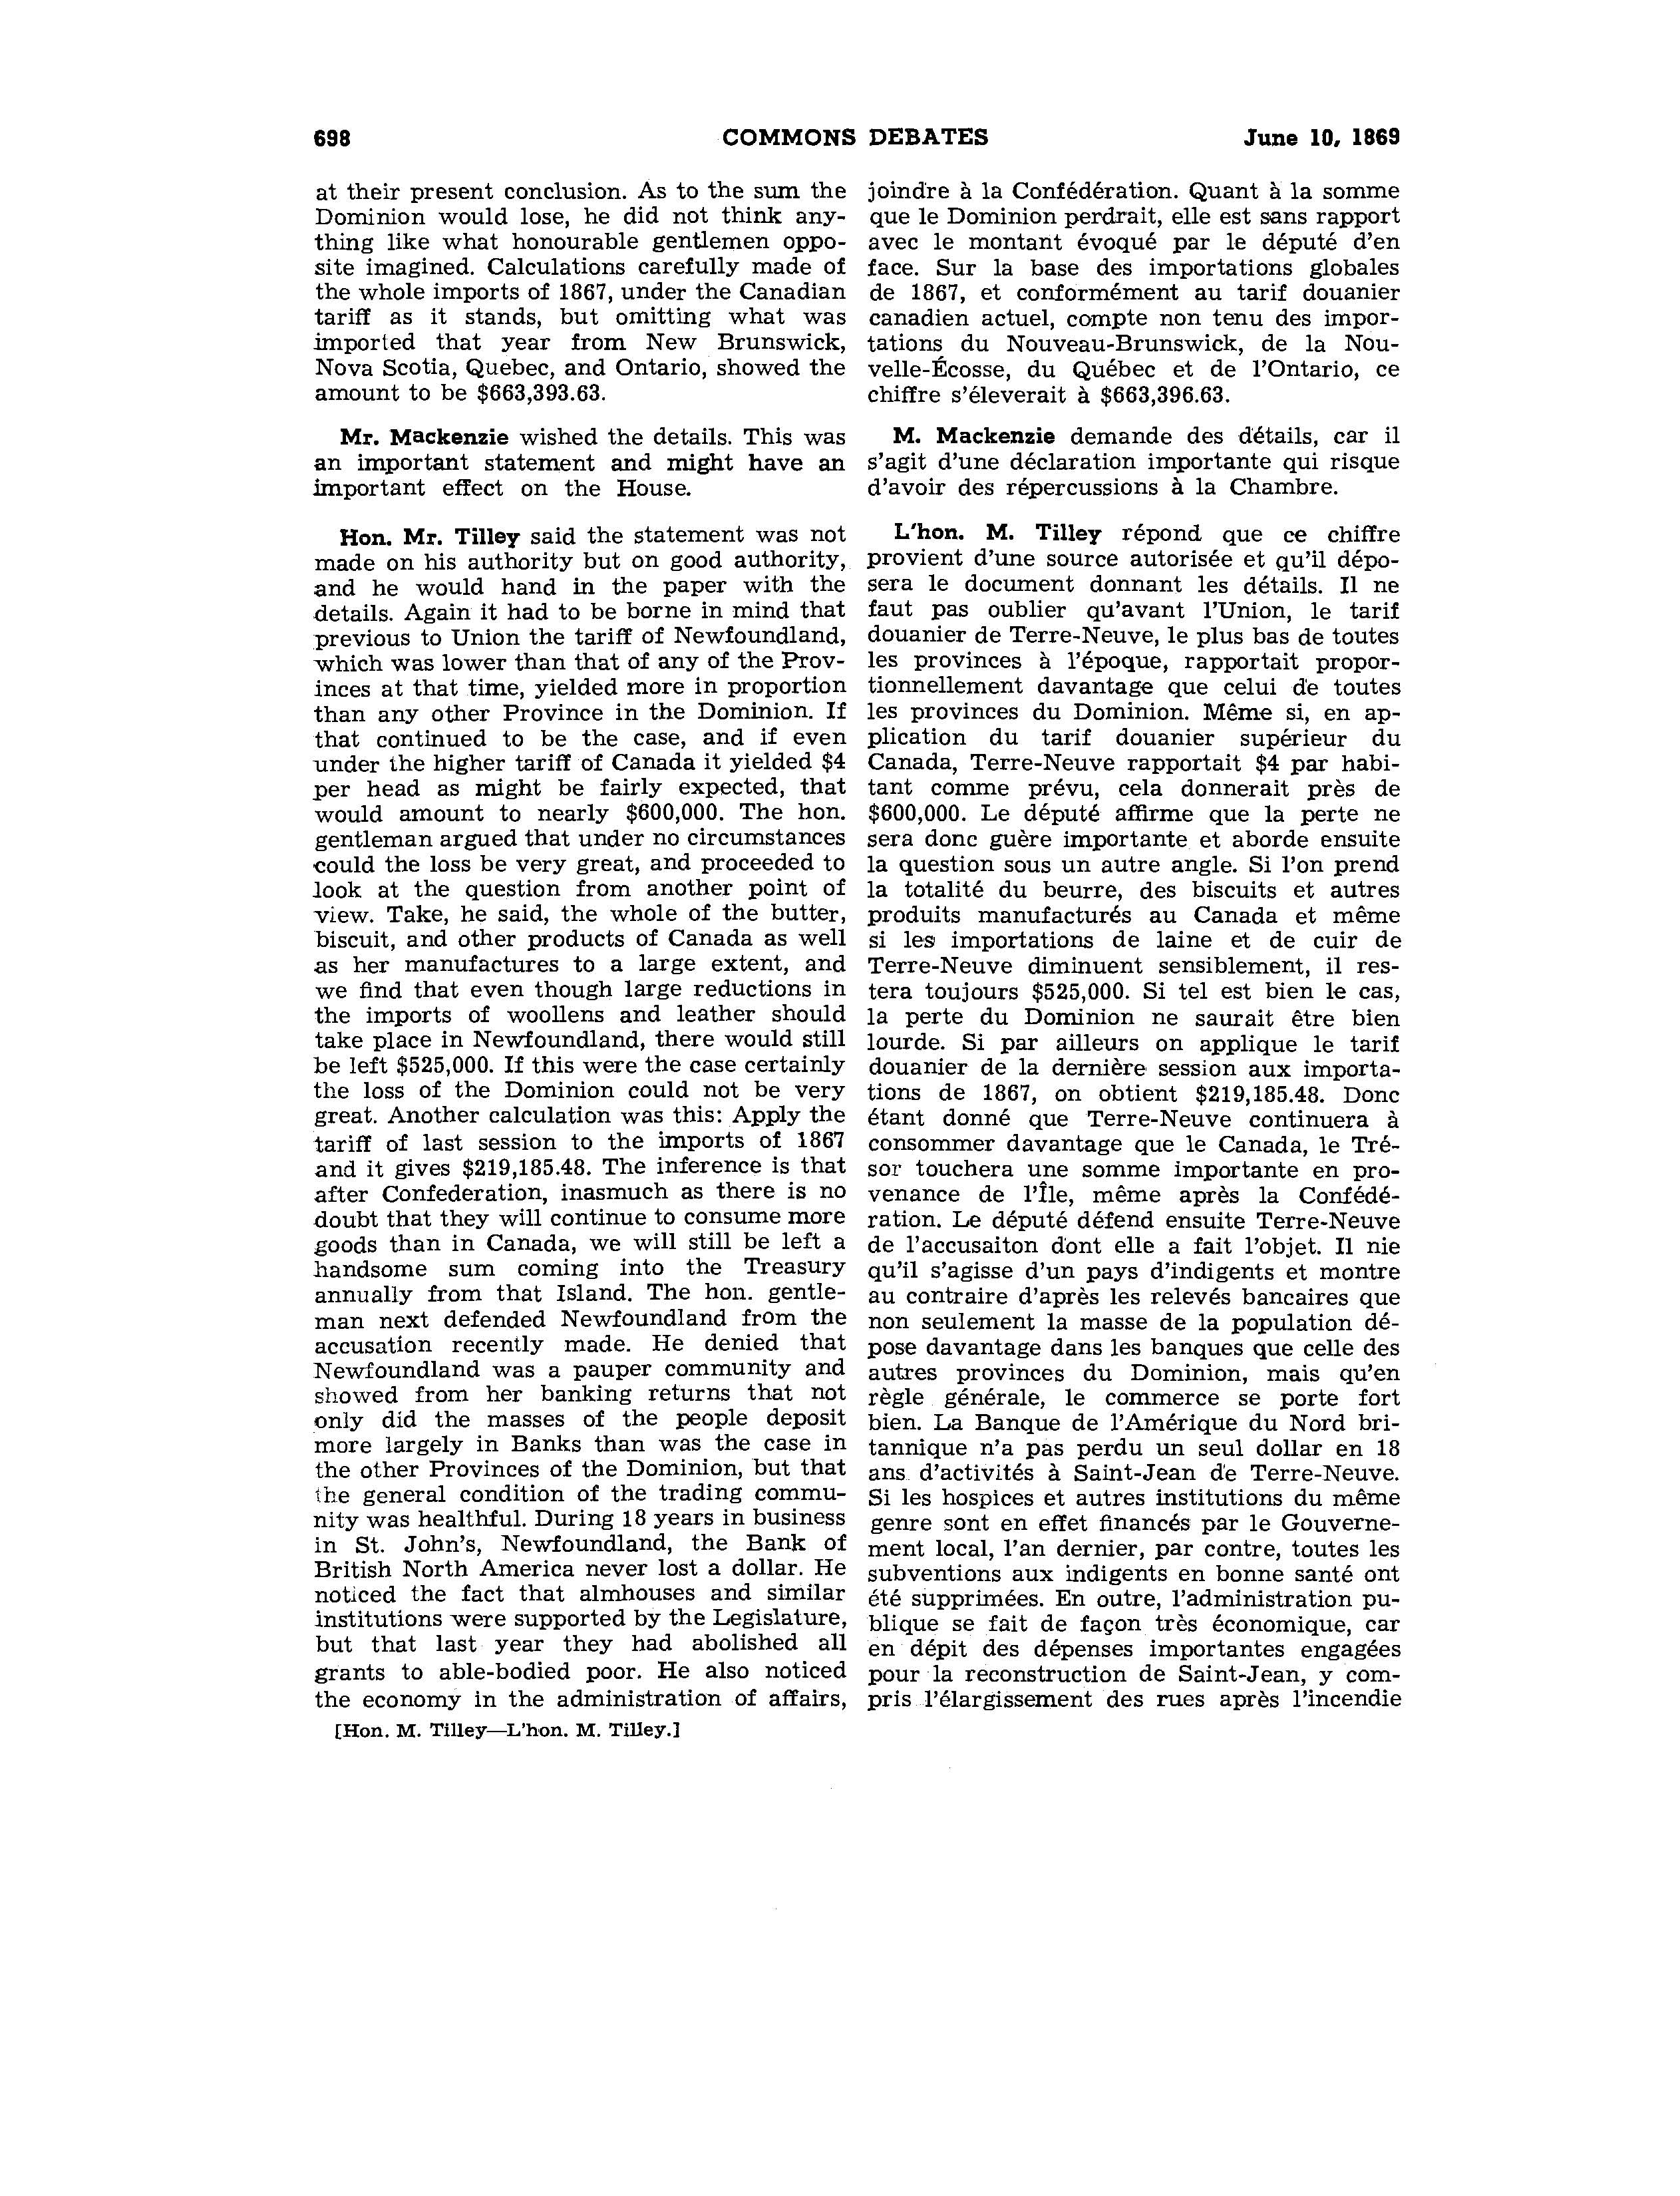 698 COMMONS DEBATES June 10, 1869
at their present conclusion. As to the sum the
Dominion would lose, he did not think any-
thing like what honourable gentlemen oppo-
site imagined. Calculations carefully made of
the whole imports of 1867, under the Canadian
tariff as it stands, but omitting what was
imported that year from New Brunswick,
Nova Scotia, Quebec, and Ontario, showed the
amount to be $663,393.63.
Mr. Mackenzie wished the details. This was
an important statement and might have an
important effect on the House.
Hon. Mr. Tilley said the statement was not
made on his authority but on good authority,
and he would hand in the paper with the
details. Again it had to be borne in mind that
previous to Union the tariff of Newfoundland,
which was lower than that of any of the Prov-
inces at that time, yielded more in proportion
than any other Province in the Dominion. If
that continued to be the case, and if even
under the higher tariff of Canada it yielded $4
per head as might be fairly expected, that
would amount to nearly $600,000. The hon.
gentleman argued that under no circumstances
could the loss be very great, and proceeded to
look at the question from another point of
view. Take, he said, the whole of the butter,
biscuit, and other products of Canada as well
as her manufactures to a large extent, and
we find that even though large reductions in
the imports of woollens and leather should
take place in Newfoundland, there would still
be left $525,000. If this were the case certainly
the loss of the Dominion could not be very
great. Another calculation was this: Apply the
tariff of last session to the imports of 1867
and it gives $219,185.48. The inference is that
after Confederation, inasmuch as there is no
doubt that they will continue to consume more
goods than in Canada, we will still be left a
handsome sum coming into the Treasury
annually from that Island. The hon. gentle-
man next defended Newfoundland from the
accusation recently made. He denied that
Newfoundland was a pauper community and
showed from her banking returns that not
only did the masses of the people deposit
more largely in Banks than was the case in
the other Provinces of the Dominion, but that
the general condition of the trading commu-
nity was healthful. During 18 years in business
in St. John's, Newfoundland, the Bank of
British North America never lost a dollar. He
noticed the fact that almhouses and similar
institutions were supported by the Legislature,
but that last year they had abolished all
grants to able-bodied poor. He also noticed
the economy in the administration of affairs,
[Hon. M. Tilley—L'hon. M. Tilley.]
joindre à la Confédération. Quant à la somme
que le Dominion perdrait, elle est sans rapport
avec le montant évoqué par le député d'en
face. Sur la base des importations globales
de 1867, et conformément au tarif douanier
canadien actuel, compte non tenu des impor-
tations du Nouveau-Brunswick, de la Nou-
velle-Écosse, du Québec et de l'Ontario, ce
chiffre s'éleverait à $663,396.63.
M. Mackenzie demande des détails, car il
s'agit d'une déclaration importante qui risque
d'avoir des répercussions à la Chambre.
L'hon. M. Tilley répond que ce chiffre
provient d'une source autorisée et qu'il dépo-
sera le document donnant les détails. Il ne
faut pas oublier qu'avant l'Union, le tarif
douanier de Terre-Neuve, le plus bas de toutes
les provinces à l'époque, rapportait propor-
tionnellement davantage que celui de toutes
les provinces du Dominion. Même si, en ap-
plication du tarif douanier supérieur du
Canada, Terre-Neuve rapportait $4 par habi-
tant comme prévu, cela donnerait près de
$600,000. Le député affirme que la perte ne
sera donc guère importante et aborde ensuite
la question sous un autre angle. Si l'on prend
la totalité du beurre, des biscuits et autres
produits manufacturés au Canada et même
si les importations de laine et de cuir de
Terre-Neuve diminuent sensiblement, il res-
tera toujours $525,000. Si tel est bien le cas,
la perte du Dominion ne saurait être bien
lourde. Si par ailleurs on applique le tarif
douanier de la dernière session aux importa-
tions de 1867, on obtient $219,185.48. Donc
étant donné que Terre-Neuve continuera à
consommer davantage que le Canada, le Tré-
sor touchera une somme importante en pro-
venance de l'Île, même après la Confédé-
ration. Le député défend ensuite Terre-Neuve
de l'accusaiton dont elle a fait l'objet. Il nie
qu'il s'agisse d'un pays d'indigents et montre
au contraire d'après les relevés bancaires que
non seulement la masse de la population dé-
pose davantage dans les banques que celle des
autres provinces du Dominion, mais qu'en
règle générale, le commerce se porte fort
bien. La Banque de l'Amérique du Nord bri-
tannique n'a pas perdu un seul dollar en 18
ans d'activités à Saint-Jean de Terre-Neuve.
Si les hospices et autres institutions du même
genre sont en effet financés par le Gouverne-
ment local, l'an dernier, par contre, toutes les
subventions aux indigents en bonne santé ont
été supprimées. En outre, l'administration pu-
blique se fait de façon très économique, car
en dépit des dépenses importantes engagées
pour la reconstruction de Saint-Jean, y com-
pris l'élargissement des rues après l'incendie